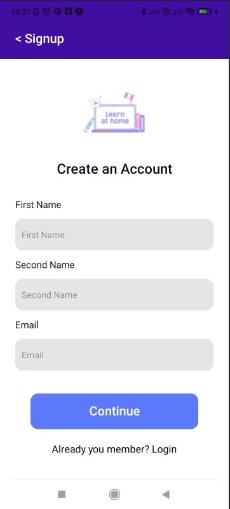 14:37
< Signup
Learn
at home
Create an Account
First Name
First Name
Second Name
Second Name
Email
Email
Continue
Already you member? Login